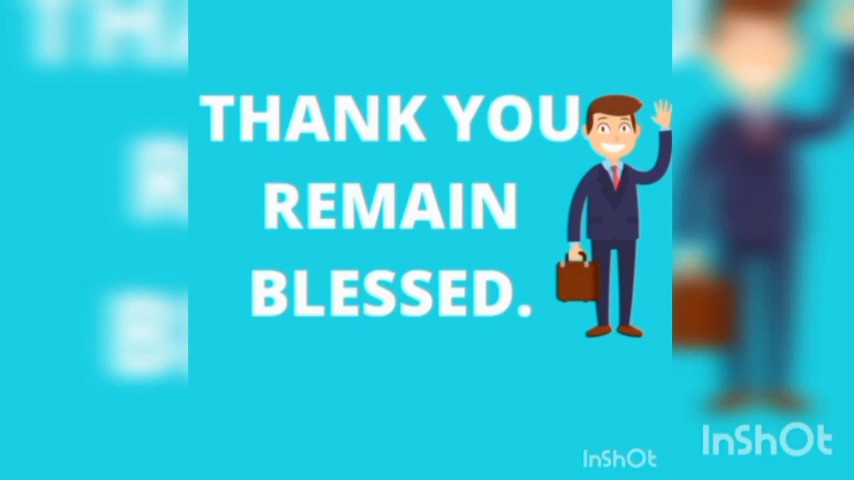 THANK YOU
REMAIN
BLESSED.
InShOt
InShOt